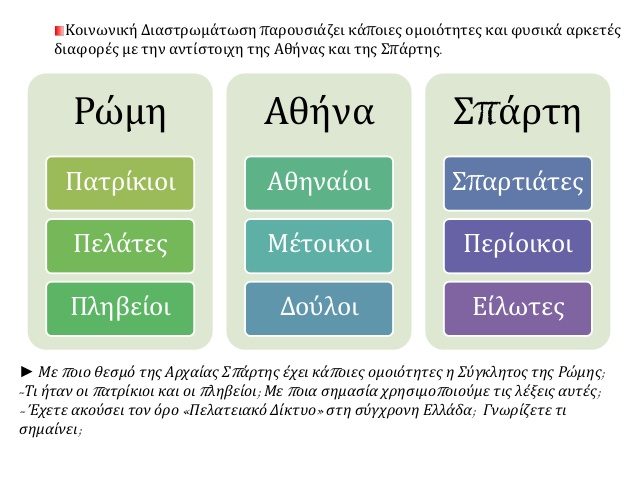 Κοινωνική Διαστρωμάτωση παρουσιάζει κάποιες ομοιότητες και φυσικά αρκετές
διαφορές με την αντίστοιχη της Αθήνας και της Σπάρτης.
Ρώμη
Πατρίκιοι
Πελάτες
Πληβείοι
Αθήνα
Αθηναίοι
Μέτοικοι
Δούλοι
Σπάρτη
Σπαρτιάτες
Περίοικοι
Είλωτες
► Με ποιο θεσμό της Αρχαίας Σπάρτης έχει κάποιες ομοιότητες η Σύγκλητος της Ρώμης;
-Τι ήταν οι πατρίκιοι και οι πληβείοι; Με ποια σημασία χρησιμοποιούμε τις λέξεις αυτές;
- Έχετε ακούσει τον όρο «Πελατειακό Δίκτυο» στη σύγχρονη Ελλάδα; Γνωρίζετε τι
σημαίνει;